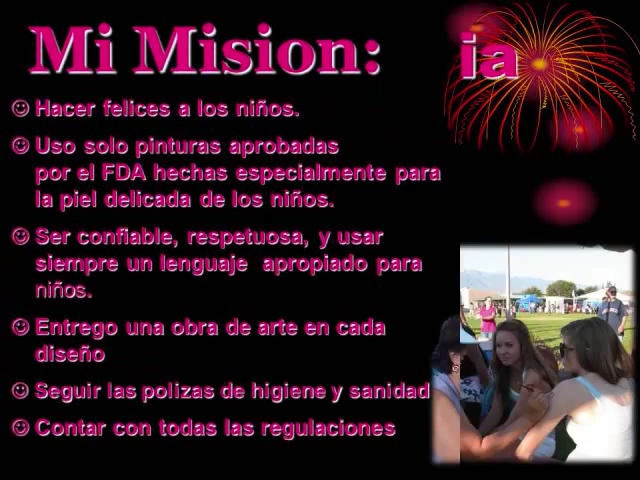 Mi Mision: ia
☺ Hacer felices a los niños.
☺ Uso solo pinturas aprobadas
por el FDA hechas especialmente para
la piel delicada de los niños.
☺ Ser confiable, respetuosa, y usar
siempre un lenguaje apropiado para
niños.
☺ Entrego una obra de arte en cada
diseño
☺ Seguir las polizas de higiene y sanidad
☺ Contar con todas las regulaciones